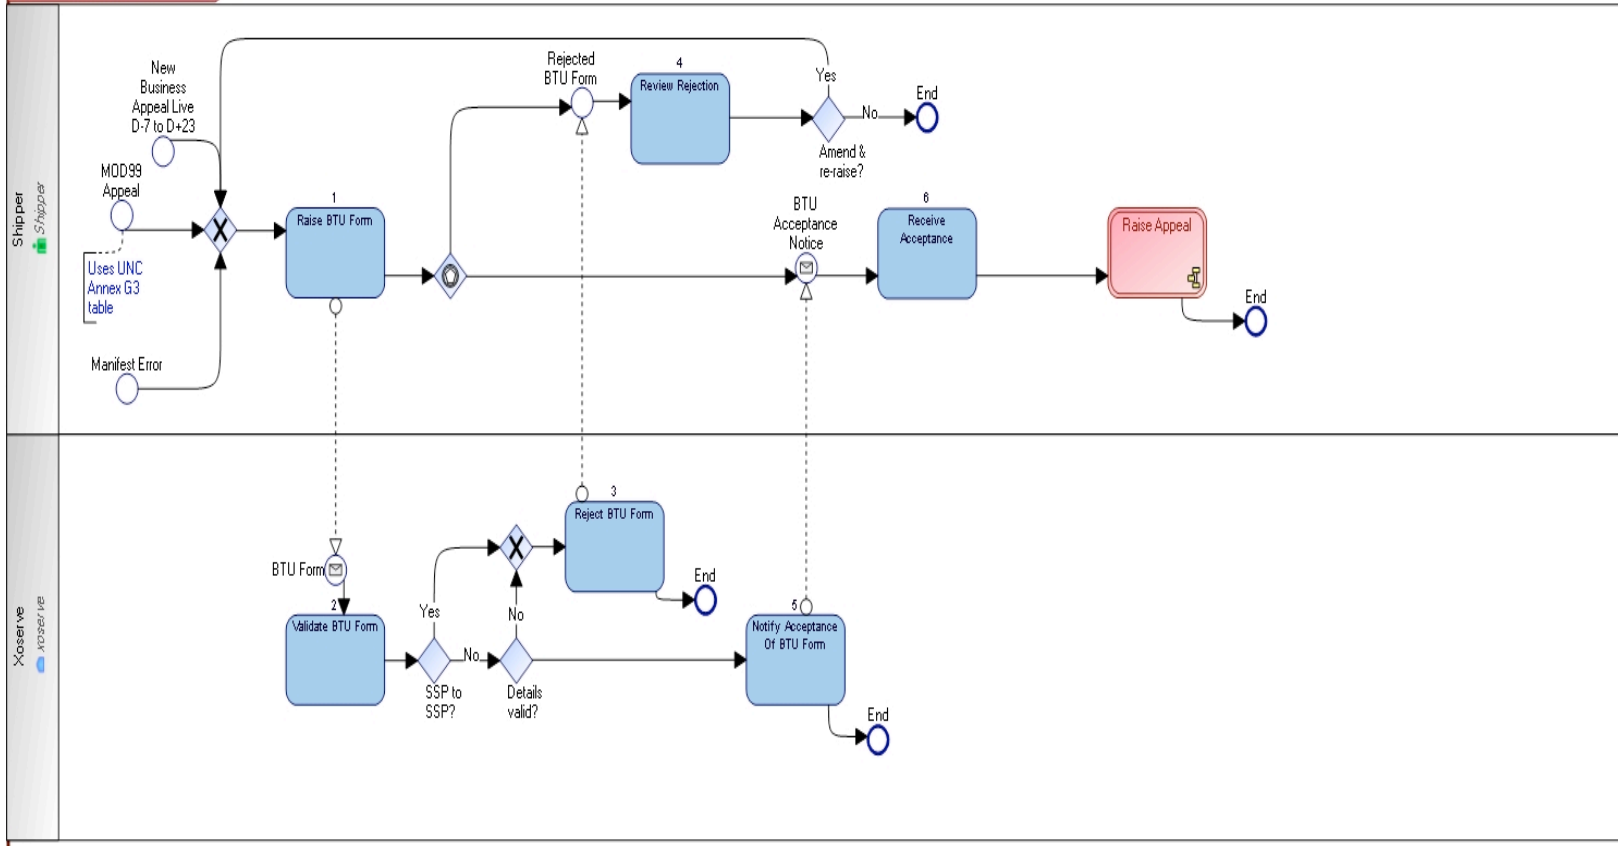 Shipper
Shipper
New
Business
Appeal Live
D-7 to D+23
MOD99
Appeal
Uses UNC
Annex G3
table
Manifest Error
1
Raise BTU Form
Rejected
BTU Form
4
Review Rejection
Yes
No
End
Amend &
re-raise?
BTU
Acceptance
Notice
6
Receive
Acceptance
Raise Appeal
End
Xoserve
xoserve
BTU Form
2
Validate BTU Form
Yes
No
SSP to
SSP?
No
Details
valid?
3
Reject BTU Form
End
5
Notify Acceptance
Of BTU Form
End